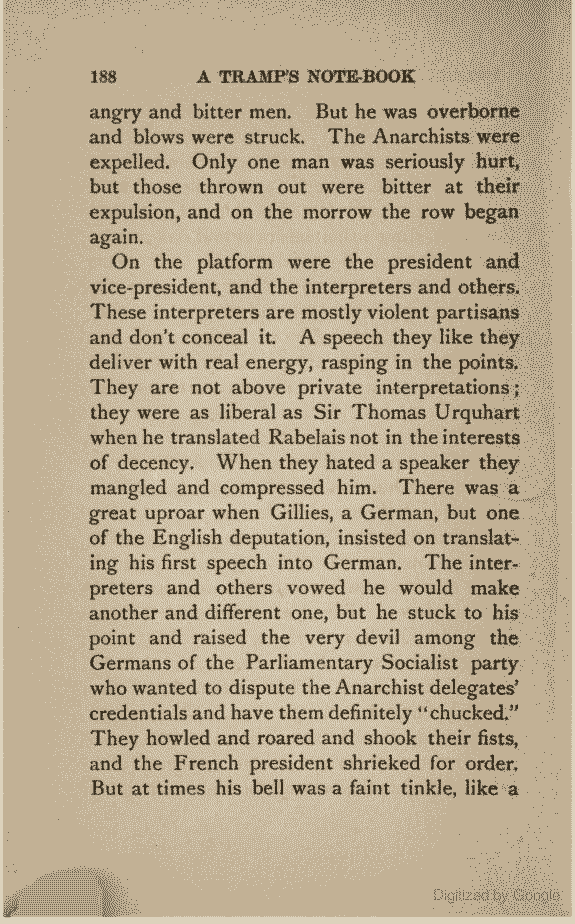 188 A TRAMP'S NOTE-BOOK
angry and bitter men. But he was overborne
and blows were struck. The Anarchists were
expelled. Only one man was seriously hurt,
but those thrown out were bitter at their
expulsion, and on the morrow the row began
again.
On the platform were the president and
vice-president, and the interpreters and others.
These interpreters are mostly violent partisans
and don't conceal it. A speech they like they
deliver with real energy, rasping in the points.
They are not above private interpretations;
they were as liberal as Sir Thomas Urquhart
when he translated Rabelais not in the interests
of decency. When they hated a speaker they
mangled and compressed him. There was a
great uproar when Gillies, a German, but one
of the English deputation, insisted on translat-
ing his first speech into German. The inter-
preters and others vowed he would make
another and different one, but he stuck to his
point and raised the very devil among the
Germans of the Parliamentary Socialist party
who wanted to dispute the Anarchist delegates'
credentials and have them definitely "chucked."
They howled and roared and shook their fists,
and the French president shrieked for order.
But at times his bell was a faint tinkle, like a
Digitized by Google